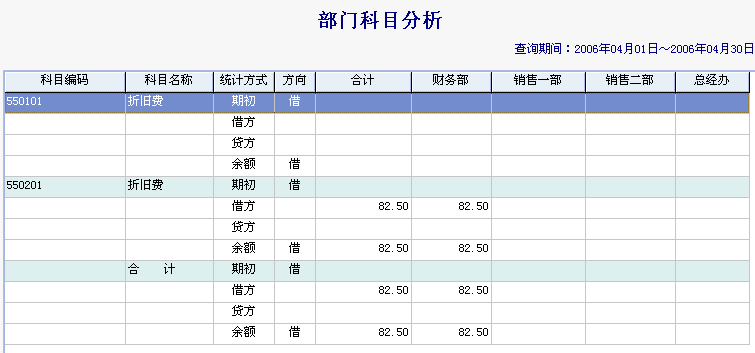 部门科目分析
查询期间：2006年04月01日～2006年04月30日
科目编码 科目名称 统计方式 方向 合计 财务部 销售一部 销售二部 总经办
550101 折旧费 期初 借
借方
贷方
余额 借
550201 折旧费 期初 借
借方 82.50 82.50
贷方
余额 借 82.50 82.50
合 计 期初 借
借方 82.50 82.50
贷方
余额 借 82.50 82.50